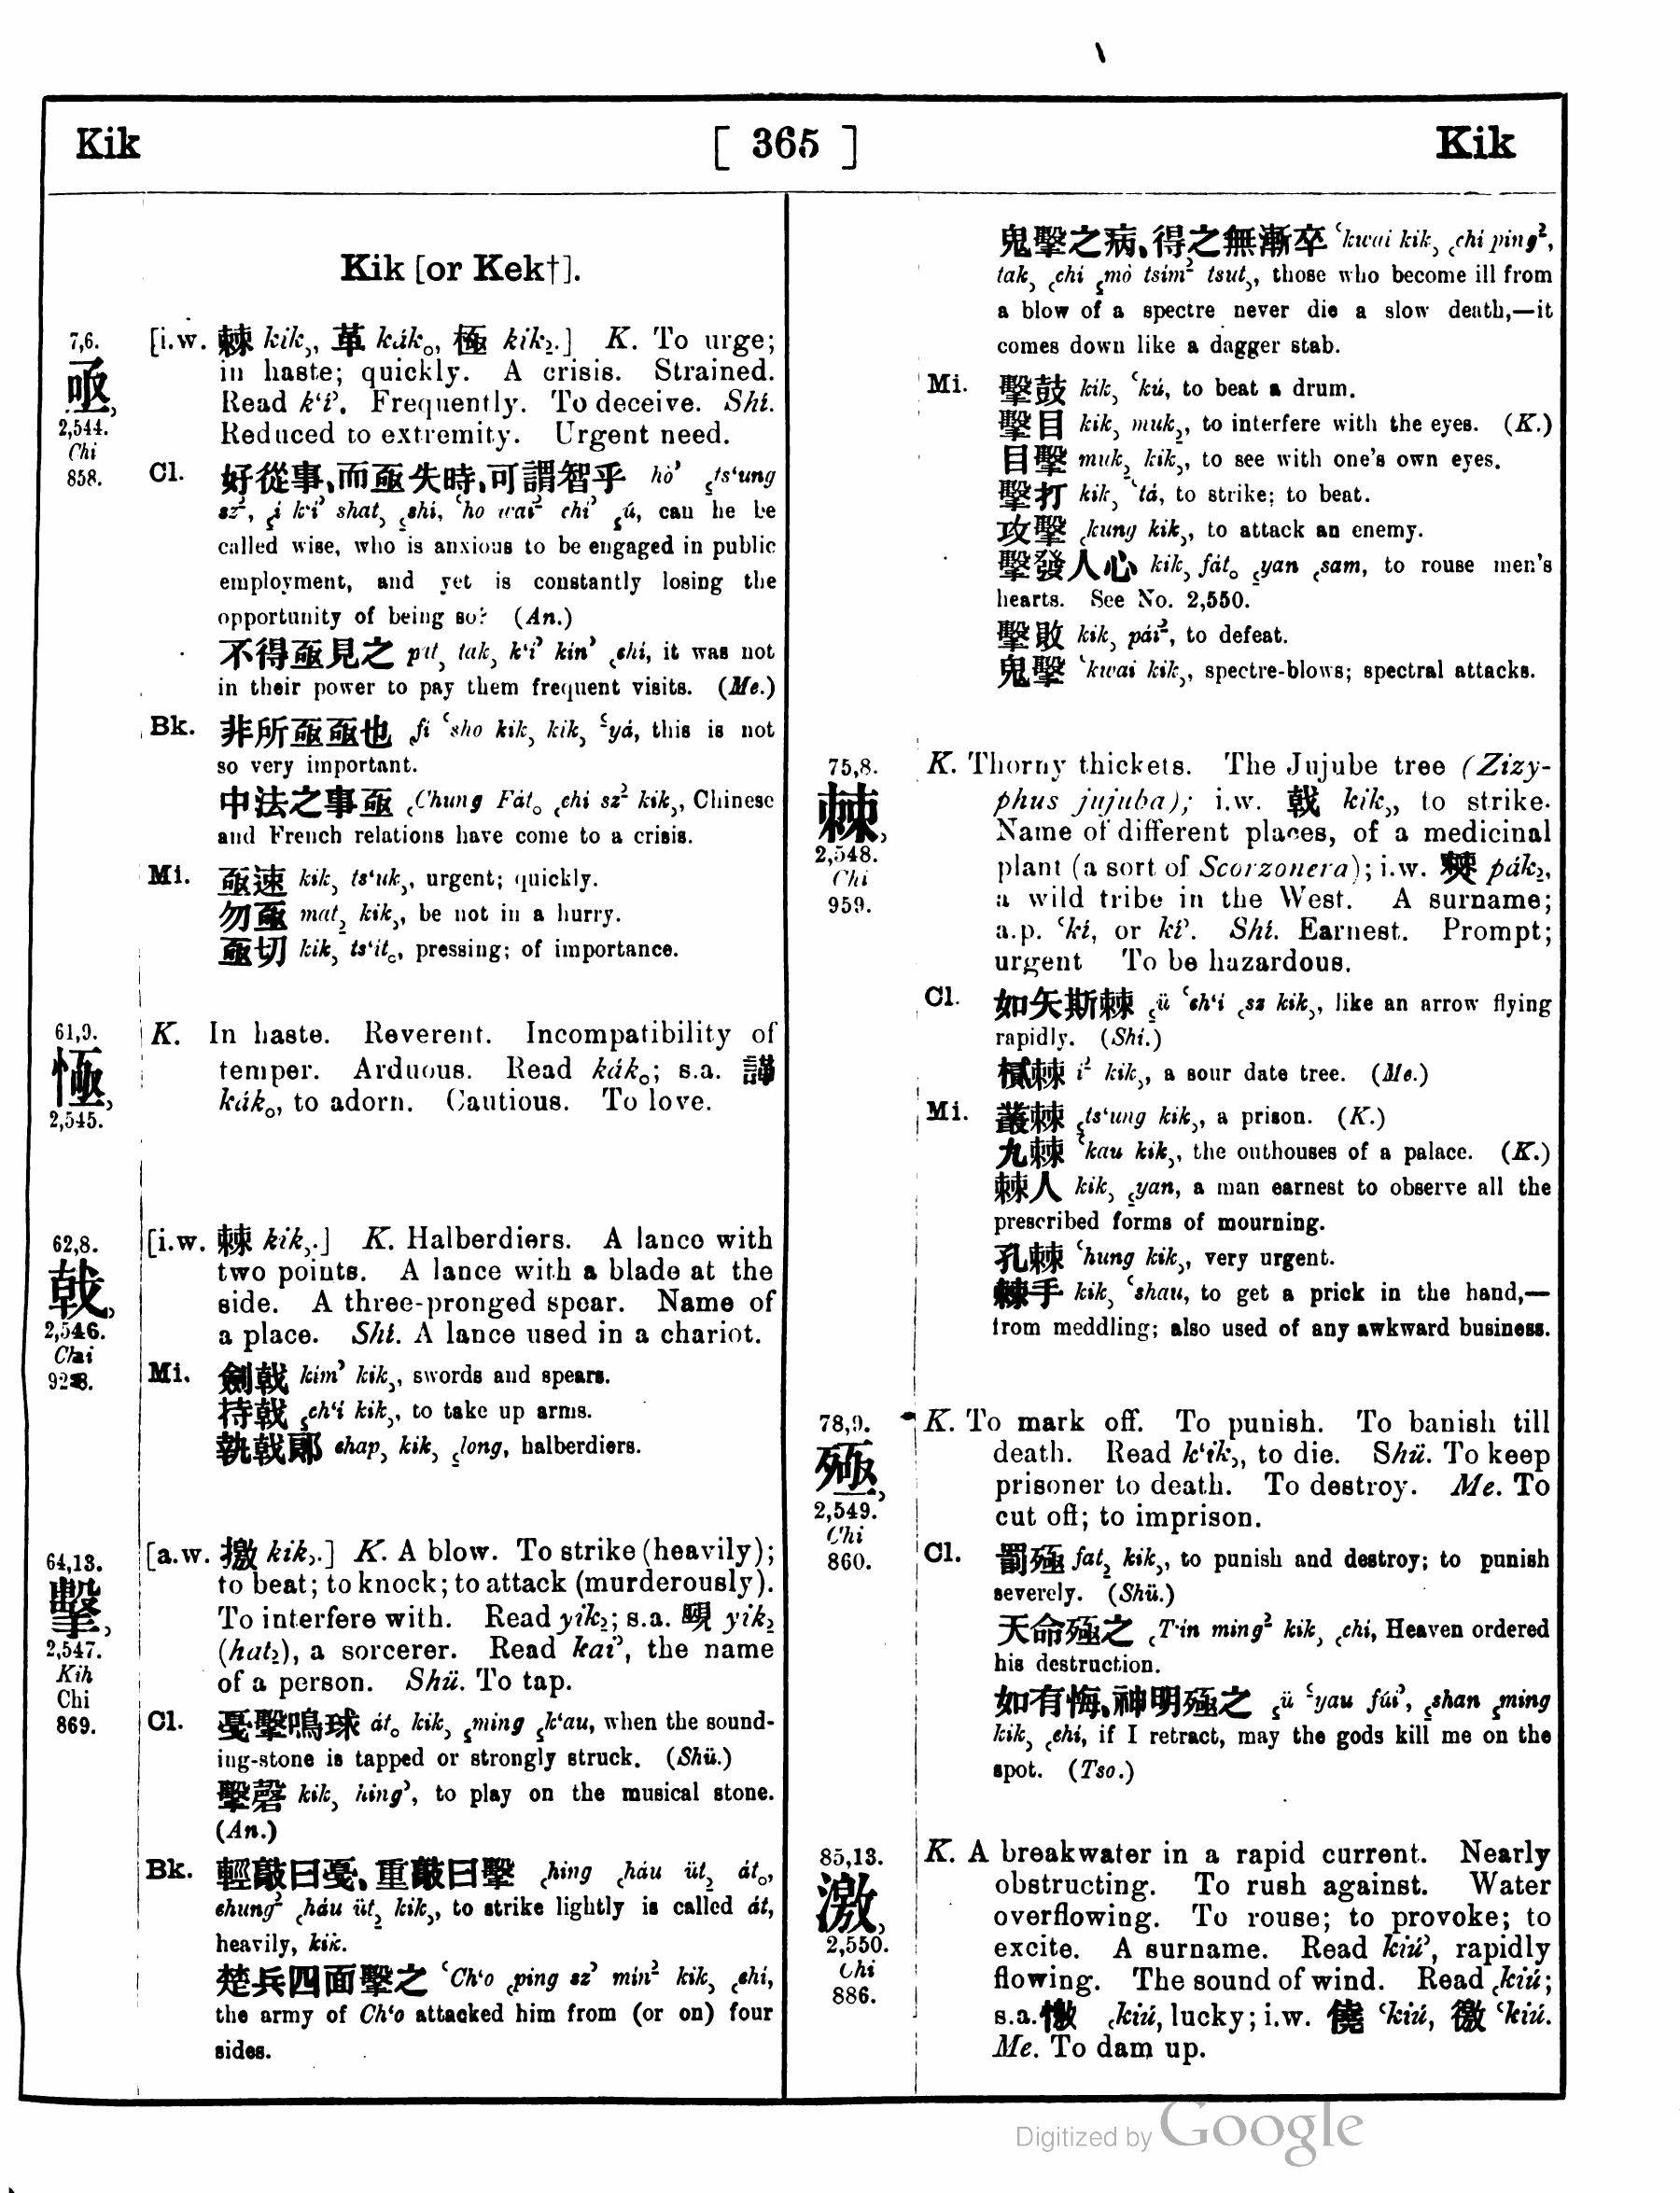 Kik
[ 365 ]
Kik
Kik [or Kek†].
7,6.
亟
2,544.
Chi
858.
[i.w. 棘 kik꜆, 革 kák꜀, 極 kik꜇.] K. To urge;
in haste; quickly. A crisis. Strained.
Read k‘i꜄. Frequently. To deceive. Shí.
Reduced to extremity. Urgent need.
Cl. 好從事、而亟失時、可謂智乎 hò꜄ ꜁ts‘ung
sz꜅, ꜁í k‘i꜄ shat꜆ ꜁shí, ꜂ho wai꜅ chí꜄ ꜁ú, can he be
called wise, who is anxious to be engaged in public
employment, and yet is constantly losing the
opportunity of being so? (An.)
不得亟見之 pıt꜆ tak꜆ k‘i꜄ kin꜄ ꜀chí, it was not
in their power to pay them frequent visits. (Me.)
Bk. 非所亟亟也 ꜀fi ꜂sho kik꜆ kik꜆ ꜃yá, this is not
so very important.
中法之事亟 ꜀Chung Fát꜀ ꜀chí sz꜅ kik꜆, Chinese
and French relations have come to a crisis.
Mi. 亟速 kik꜆ ts‘uk꜆, urgent; quickly.
勿亟 mat꜇ kik꜆, be not in a hurry.
亟切 kik꜆ ts‘it꜀, pressing; of importance.
61,9.
恆
2,545.
K. In haste. Reverent. Incompatibility of
temper. Arduous. Read kák꜀; s.a. 諽
kák꜀, to adorn. Cautious. To love.
62,8.
戟
2,546.
Chai
928.
[i.w. 棘 kik꜆.] K. Halberdiers. A lance with
two points. A lance with a blade at the
side. A three-pronged spear. Name of
a place. Shí. A lance used in a chariot.
Mi. 劍戟 kím꜄ kik꜆, swords and spears.
持戟 ꜁ch‘í kik꜆, to take up arms.
執戟郎 chap꜆ kik꜆ ꜁long, halberdiers.
64,13.
擊
2,547.
Kih
Chi
869.
[a.w. 撽 kik꜆.] K. A blow. To strike (heavily);
to beat; to knock; to attack (murderously).
To interfere with. Read yik꜇; s.a. 覡 yik꜇
(hat꜇), a sorcerer. Read kai꜄, the name
of a person. Shü. To tap.
Cl. 戛擊鳴球 át꜀ kik꜆ ꜁ming ꜁k‘au, when the sound-
ing-stone is tapped or strongly struck. (Shü.)
擊磬 kik꜆ hing꜄, to play on the musical stone.
(An.)
Bk. 輕敲曰戛、重敲曰擊 ꜀hing ꜀háu üt꜇ át꜀,
chung꜅ ꜀háu üt꜇ kik꜆, to strike lightly is called át,
heavily, kik.
楚兵四面擊之 ꜂Ch‘o ꜀ping sz꜄ mín꜅ kik꜆ ꜀chí,
the army of Ch‘o attacked him from (or on) four
sides.
鬼擊之病、得之無漸卒 ꜂kwai kik꜆ ꜀chí ping꜅,
tak꜆ ꜀chí ꜁mò tsim꜅ tsut꜆, those who become ill from
a blow of a spectre never die a slow death,—it
comes down like a dagger stab.
Mi. 擊鼓 kik꜆ ꜂kú, to beat a drum.
擊目 kik꜆ muk꜇, to interfere with the eyes. (K.)
目擊 muk꜇ kik꜆, to see with one's own eyes.
擊打 kik꜆ ꜂tá, to strike; to beat.
攻擊 ꜀kung kik꜆, to attack an enemy.
擊發人心 kik꜆ fát꜀ ꜁yan ꜀sam, to rouse men's
hearts. See No. 2,550.
擊敗 kik꜆ pái꜅, to defeat.
鬼擊 ꜂kwai kik꜆, spectre-blows; spectral attacks.
75,8.
棘
2,548.
Chi
959.
K. Thorny thickets. The Jujube tree (Zizy-
phus jujuba); i.w. 戟 kik꜆, to strike.
Name of different places, of a medicinal
plant (a sort of Scorzonera); i.w. 僰 pák꜇,
a wild tribe in the West. A surname;
a.p. ꜂kí, or kí꜄. Shí. Earnest. Prompt;
urgent To be hazardous.
Cl. 如矢斯棘 ꜁ü ꜂ch‘í ꜀sz kik꜆, like an arrow flying
rapidly. (Shí.)
樲棘 í꜅ kik꜆, a sour date tree. (Me.)
Mi. 叢棘 ꜁ts‘ung kik꜆, a prison. (K.)
九棘 ꜂kau kik꜆, the outhouses of a palace. (K.)
棘人 kik꜆ ꜁yan, a man earnest to observe all the
prescribed forms of mourning.
孔棘 ꜂hung kik꜆, very urgent.
棘手 kik꜆ ꜂shau, to get a prick in the hand,—
from meddling; also used of any awkward business.
78,9.
殛
2,549.
Chi
860.
K. To mark off. To punish. To banish till
death. Read k‘ik꜆, to die. Shü. To keep
prisoner to death. To destroy. Me. To
cut off; to imprison.
Cl. 罰殛 fat꜇ kik꜆, to punish and destroy; to punish
severely. (Shü.)
天命殛之 ꜀T‘ín ming꜅ kik꜆ ꜀chí, Heaven ordered
his destruction.
如有悔、神明殛之 ꜁ü ꜃yau fúi꜄, ꜁shan ꜁ming
kik꜆ ꜀chí, if I retract, may the gods kill me on the
spot. (Tso.)
85,13.
激
2,550.
Chi
886.
K. A breakwater in a rapid current. Nearly
obstructing. To rush against. Water
overflowing. To rouse; to provoke; to
excite. A surname. Read kiú꜄, rapidly
flowing. The sound of wind. Read ꜀kiú;
s.a. 憿 ꜀kiú, lucky; i.w. 僥 ꜂kiú, 徼 ꜂kiú.
Me. To dam up.
Digitized by Google